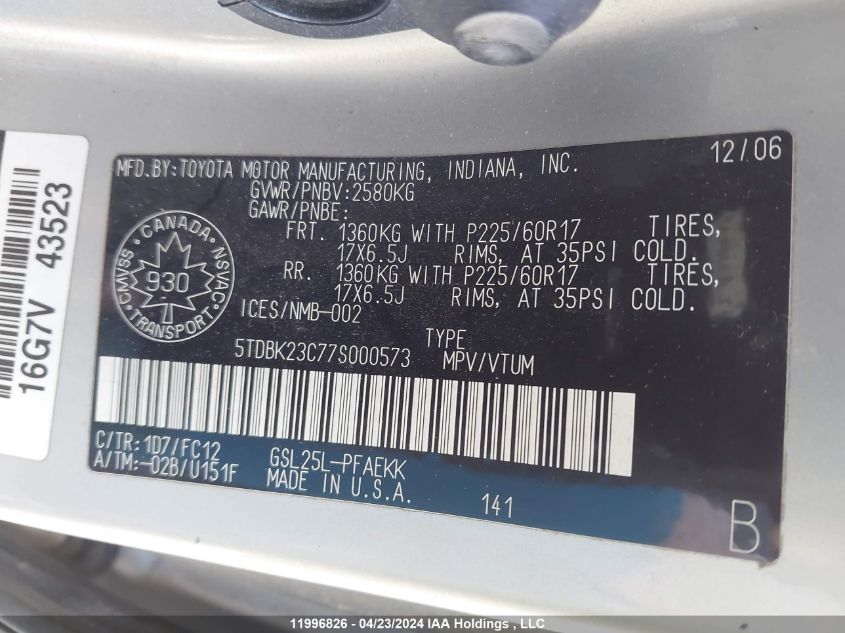 MFD.BY:TOYOTA MOTOR MANUFACTURING, INDIANA, INC. 12/06
GVWR/PNBV:2580KG
GAWR/PNBE:
FRT. 1360KG WITH P225/60R17 TIRES,
17X6.5J RIMS, AT 35PSI COLD.
RR. 1360KG WITH P225/60R17 TIRES,
17X6.5J RIMS, AT 35PSI COLD.
CANADA
CMVSS 930 NSVAC
TRANSPORT
ICES/NMB-002
TYPE
5TDBK23C77S000573 MPV/VTUM
C/TR:1D7/FC12 GSL25L-PFAEKK
A/TM:-02B/U151F MADE IN U.S.A.
141
B
16G7V 43523
11996826 - 04/23/2024 IAA Holdings , LLC